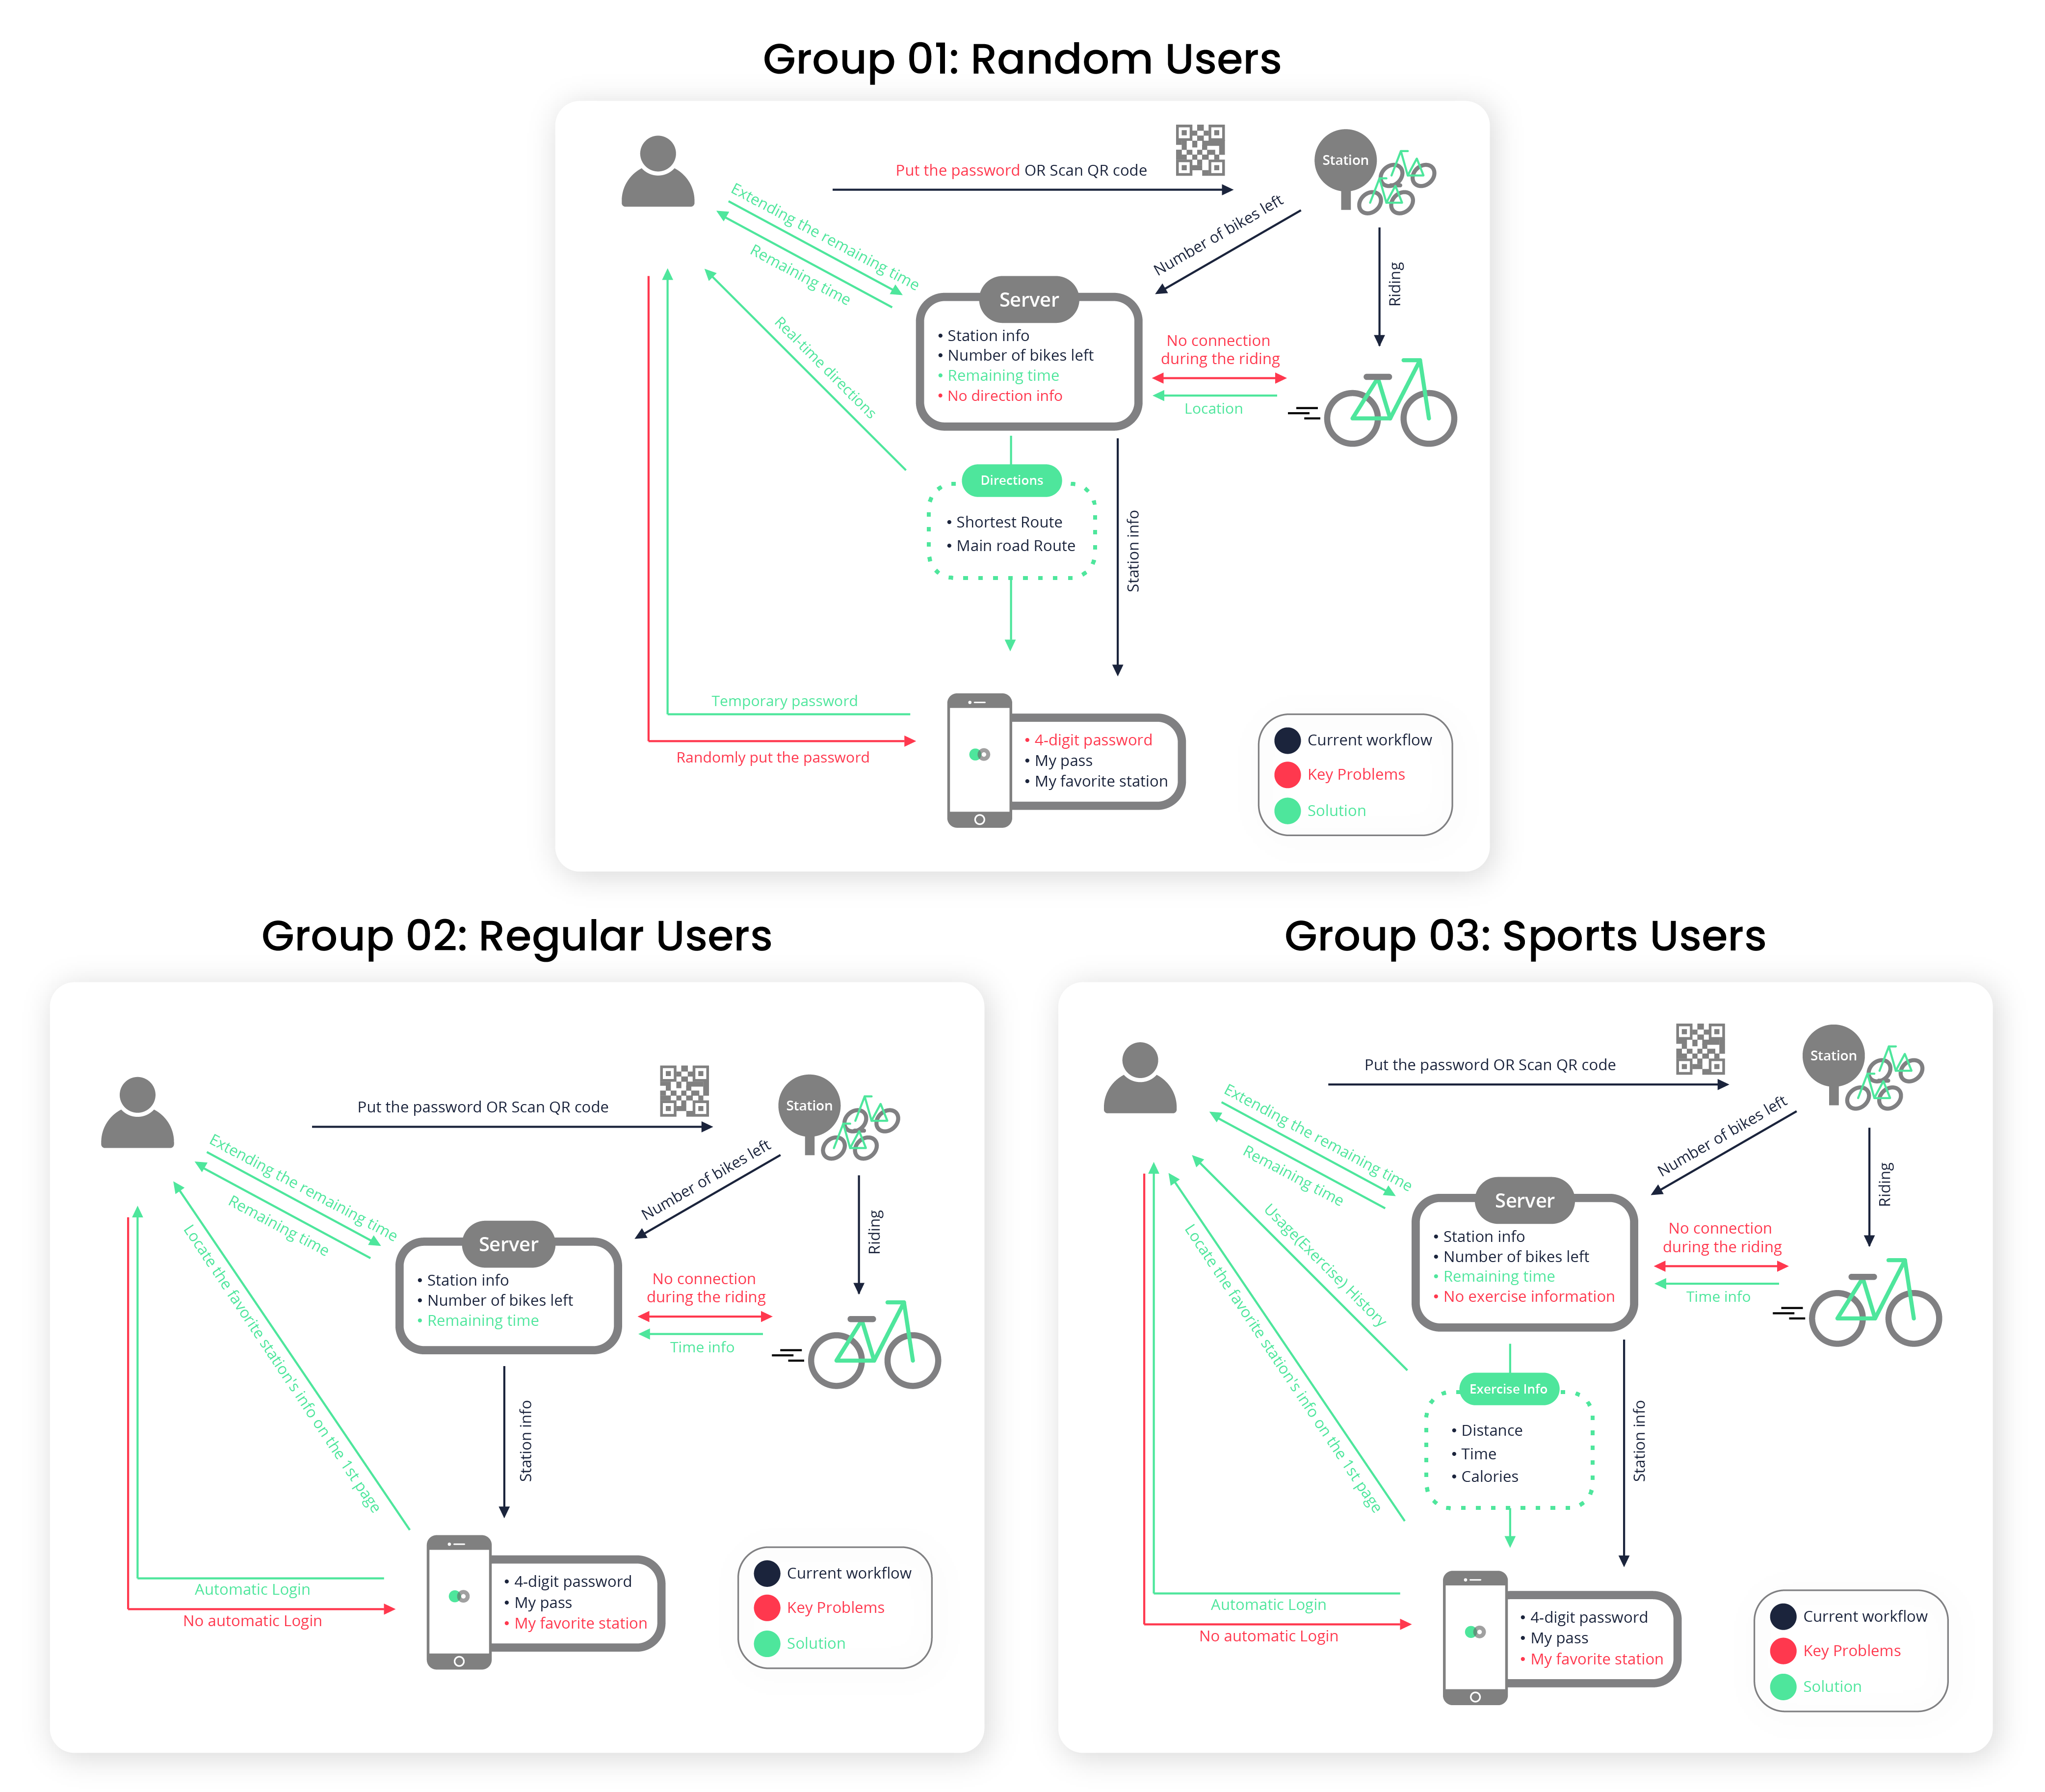 Group 01: Random Users
Put the password OR Scan QR code
Station
Extending the remaining time
Remaining time
Number of bikes left
Riding
Real-time directions
Server
• Station info
• Number of bikes left
• Remaining time
• No direction info
No connection
during the riding
Location
Directions
• Shortest Route
• Main road Route
Station info
Temporary password
Randomly put the password
• 4-digit password
• My pass
• My favorite station
Current workflow
Key Problems
Solution
Group 02: Regular Users
Put the password OR Scan QR code
Station
Extending the remaining time
Remaining time
Number of bikes left
Riding
Locate the favorite station's info on the 1st page
Server
• Station info
• Number of bikes left
• Remaining time
No connection
during the riding
Time info
Station info
Automatic Login
No automatic Login
• 4-digit password
• My pass
• My favorite station
Current workflow
Key Problems
Solution
Group 03: Sports Users
Put the password OR Scan QR code
Station
Extending the remaining time
Remaining time
Number of bikes left
Riding
Usage(Exercise) History
Locate the favorite station's info on the 1st page
Server
• Station info
• Number of bikes left
• Remaining time
• No exercise information
No connection
during the riding
Time info
Exercise Info
• Distance
• Time
• Calories
Station info
Automatic Login
No automatic Login
• 4-digit password
• My pass
• My favorite station
Current workflow
Key Problems
Solution